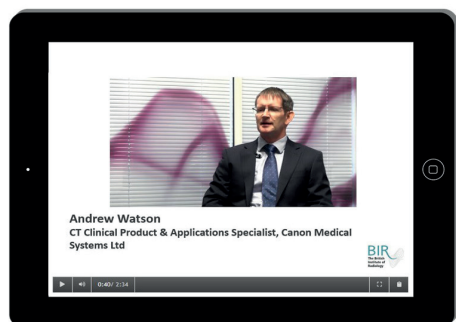 Andrew Watson
CT Clinical Product & Applications Specialist, Canon Medical
Systems Ltd
BIR
The British
Institute of
Radiology
0:40/ 2:34